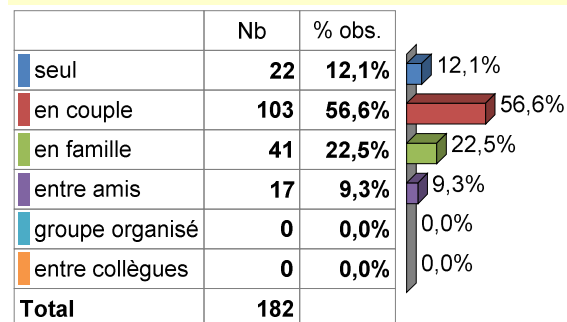 Nb % obs.
seul 22 12,1% 12,1%
en couple 103 56,6% 56,6%
en famille 41 22,5% 22,5%
entre amis 17 9,3% 9,3%
groupe organisé 0 0,0% 0,0%
entre collègues 0 0,0% 0,0%
Total 182